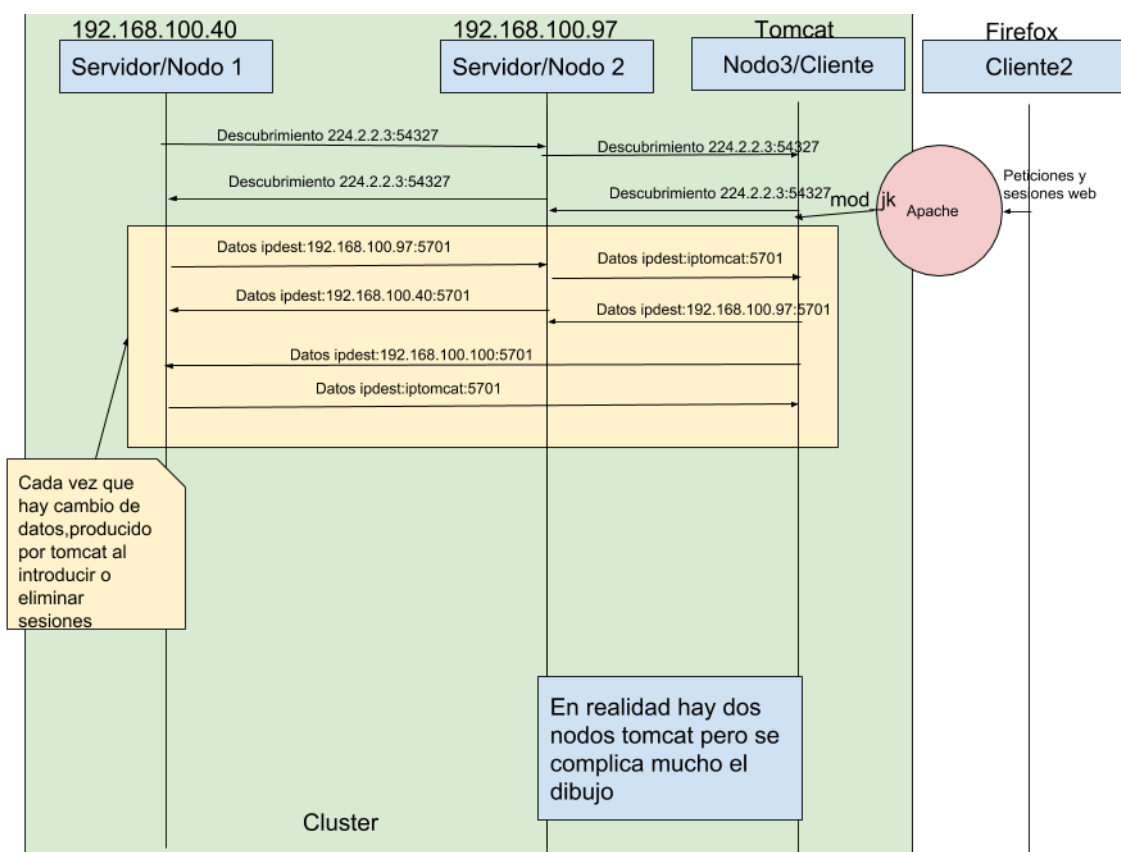 192.168.100.40
192.168.100.97
Tomcat
Firefox
Servidor/Nodo 1
Servidor/Nodo 2
Nodo3/Cliente
Cliente2
Descubrimiento 224.2.2.3:54327
Descubrimiento 224.2.2.3:54327
Descubrimiento 224.2.2.3:54327
Descubrimiento 224.2.2.3:54327
mod_jk
Apache
Peticiones y
sesiones web
Datos ipdest:192.168.100.97:5701
Datos ipdest:iptomcat:5701
Datos ipdest:192.168.100.40:5701
Datos ipdest:192.168.100.97:5701
Datos ipdest:192.168.100.100:5701
Datos ipdest:iptomcat:5701
Cada vez que
hay cambio de
datos,producido
por tomcat al
introducir o
eliminar
sesiones
En realidad hay dos
nodos tomcat pero se
complica mucho el
dibujo
Cluster